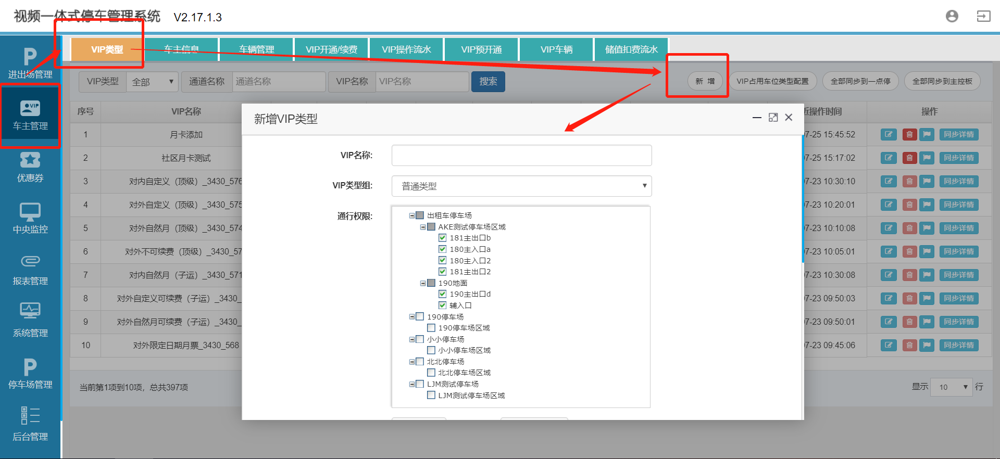 视频一体式停车管理系统 V2.17.1.3
VIP类型 车主信息 车辆管理 VIP开通/续费 VIP操作流水 VIP预开通 VIP车辆 储值扣费流水
进出场管理
车主管理
优惠券
中央监控
报表管理
系统管理
停车场管理
后台管理
VIP类型 全部 通道名称 通道名称 VIP名称 VIP名称 搜索 新 增 VIP占用车位类型配置 全部同步到一点停 全部同步到主控板
序号 VIP名称 近操作时间 操作
1 月卡添加 07-25 15:45:52 同步详情
2 社区月卡测试 07-25 15:17:02 同步详情
3 对内自定义（顶级）_3430_576 07-23 10:30:10 同步详情
4 对外自定义（顶级）_3430_575 07-23 10:20:01 同步详情
5 对外自然月（顶级）_3430_574 07-23 10:10:08 同步详情
6 对外不可续费（顶级）_3430_57 07-23 10:05:01 同步详情
7 对内自然月（子运）_3430_571 07-23 10:30:08 同步详情
8 对外自定义可续费（子运）_3430_ 07-23 09:50:03 同步详情
9 对外自然月可续费（子运）_3430_ 07-23 09:50:01 同步详情
10 对外限定日期月票_3430_568 07-23 09:45:06 同步详情
当前第1项到10项，总共397项
显示 10 行
新增VIP类型
VIP名称:
VIP类型组: 普通类型
通行权限:
出租车停车场
AKE测试停车场区域
181主出口b
180主入口a
180主入口2
181主出口2
190地面
190主出口d
辅入口
190停车场
190停车场区域
小小停车场
小小停车场区域
北北停车场
北北停车场区域
LJM测试停车场
LJM测试停车场区域